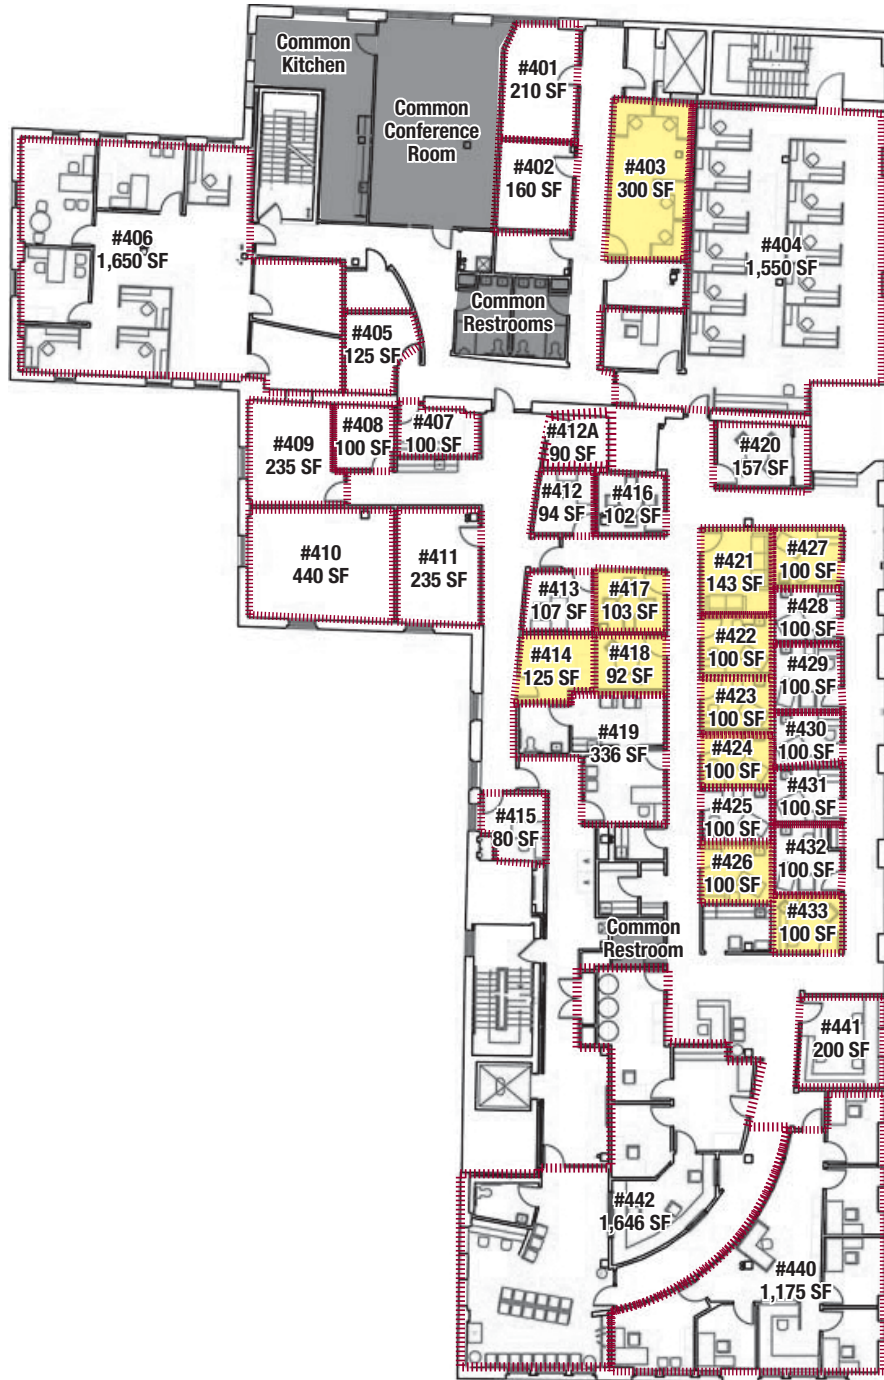 Common
Kitchen
Common
Conference
Room
#401
210 SF
#402
160 SF
#403
300 SF
#404
1,550 SF
#406
1,650 SF
Common
Restrooms
#405
125 SF
#407
100 SF
#408
100 SF
#409
235 SF
#412A
90 SF
#420
157 SF
#412
94 SF
#416
102 SF
#410
440 SF
#411
235 SF
#421
143 SF
#427
100 SF
#413
107 SF
#417
103 SF
#428
100 SF
#422
100 SF
#414
125 SF
#418
92 SF
#429
100 SF
#423
100 SF
#419
336 SF
#430
100 SF
#424
100 SF
#431
100 SF
#425
100 SF
#415
80 SF
#432
100 SF
#426
100 SF
#433
100 SF
Common
Restroom
#441
200 SF
#442
1,646 SF
#440
1,175 SF